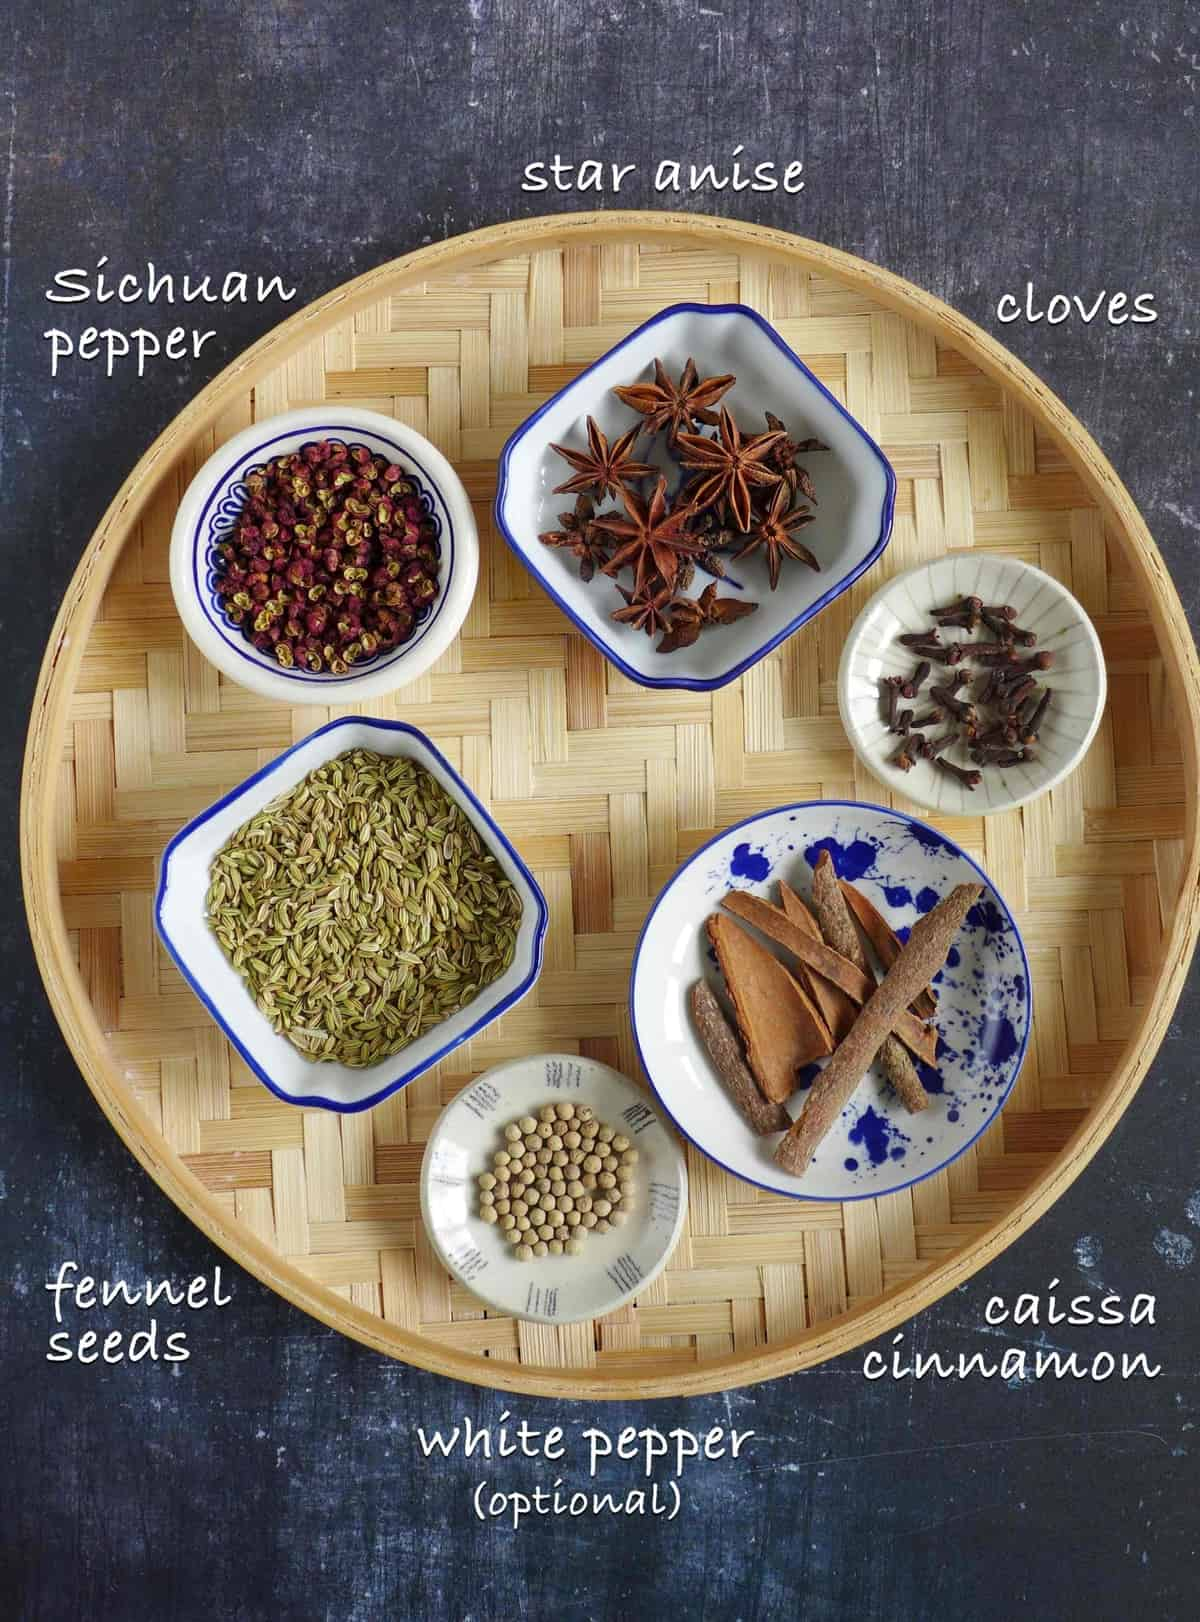 star anise
Sichuan
pepper
cloves
fennel
seeds
caissa
cinnamon
white pepper
(optional)